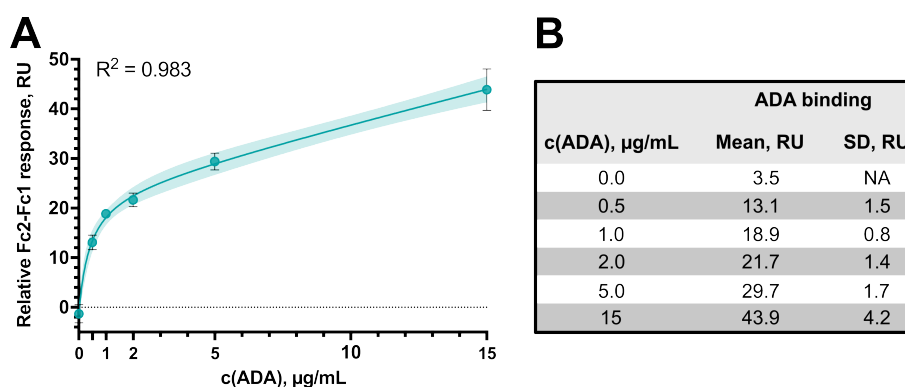 A
R² = 0.983
Relative Fc2-Fc1 response, RU
50
40
30
20
10
0
0 1 2 5 10 15
c(ADA), µg/mL
B
ADA binding
c(ADA), µg/mL Mean, RU SD, RU
0.0 3.5 NA
0.5 13.1 1.5
1.0 18.9 0.8
2.0 21.7 1.4
5.0 29.7 1.7
15 43.9 4.2